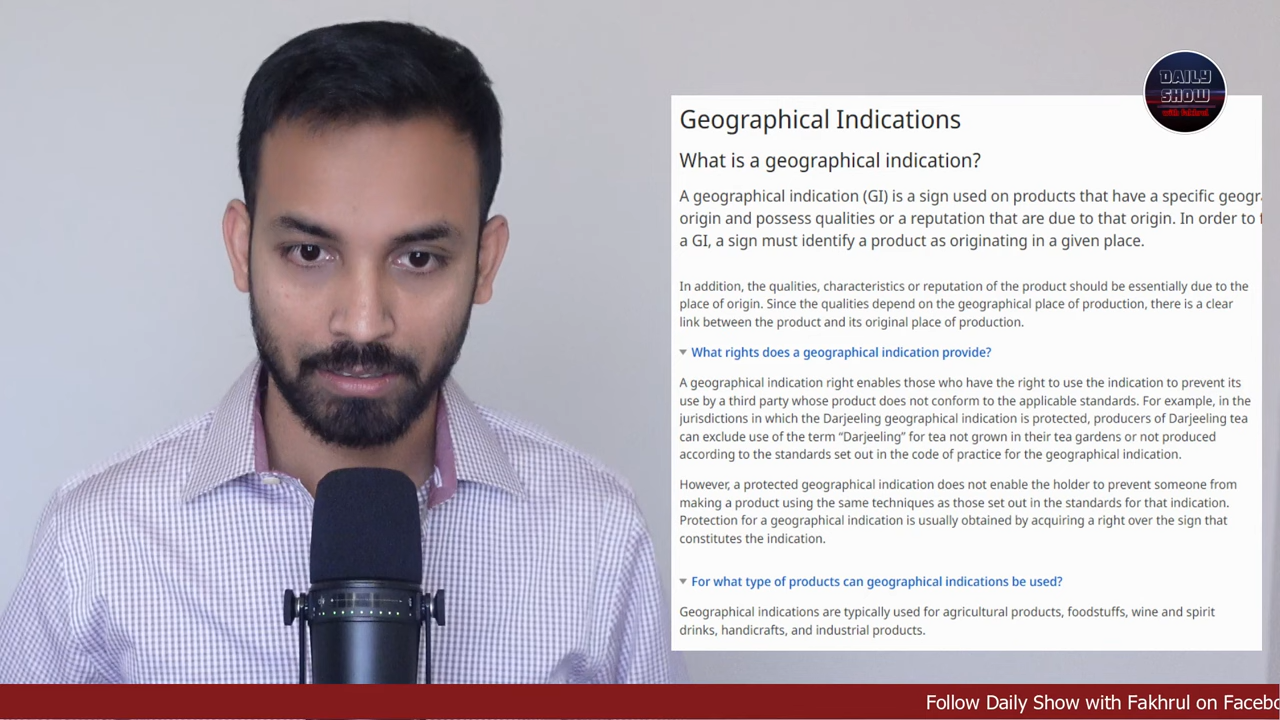 DAILY
SHOW
with Fakhrul
Geographical Indications
What is a geographical indication?
A geographical indication (GI) is a sign used on products that have a specific geogr
origin and possess qualities or a reputation that are due to that origin. In order to
a GI, a sign must identify a product as originating in a given place.
In addition, the qualities, characteristics or reputation of the product should be essentially due to the
place of origin. Since the qualities depend on the geographical place of production, there is a clear
link between the product and its original place of production.
What rights does a geographical indication provide?
A geographical indication right enables those who have the right to use the indication to prevent its
use by a third party whose product does not conform to the applicable standards. For example, in the
jurisdictions in which the Darjeeling geographical indication is protected, producers of Darjeeling tea
can exclude use of the term “Darjeeling” for tea not grown in their tea gardens or not produced
according to the standards set out in the code of practice for the geographical indication.
However, a protected geographical indication does not enable the holder to prevent someone from
making a product using the same techniques as those set out in the standards for that indication.
Protection for a geographical indication is usually obtained by acquiring a right over the sign that
constitutes the indication.
For what type of products can geographical indications be used?
Geographical indications are typically used for agricultural products, foodstuffs, wine and spirit
drinks, handicrafts, and industrial products.
Follow Daily Show with Fakhrul on Facebo